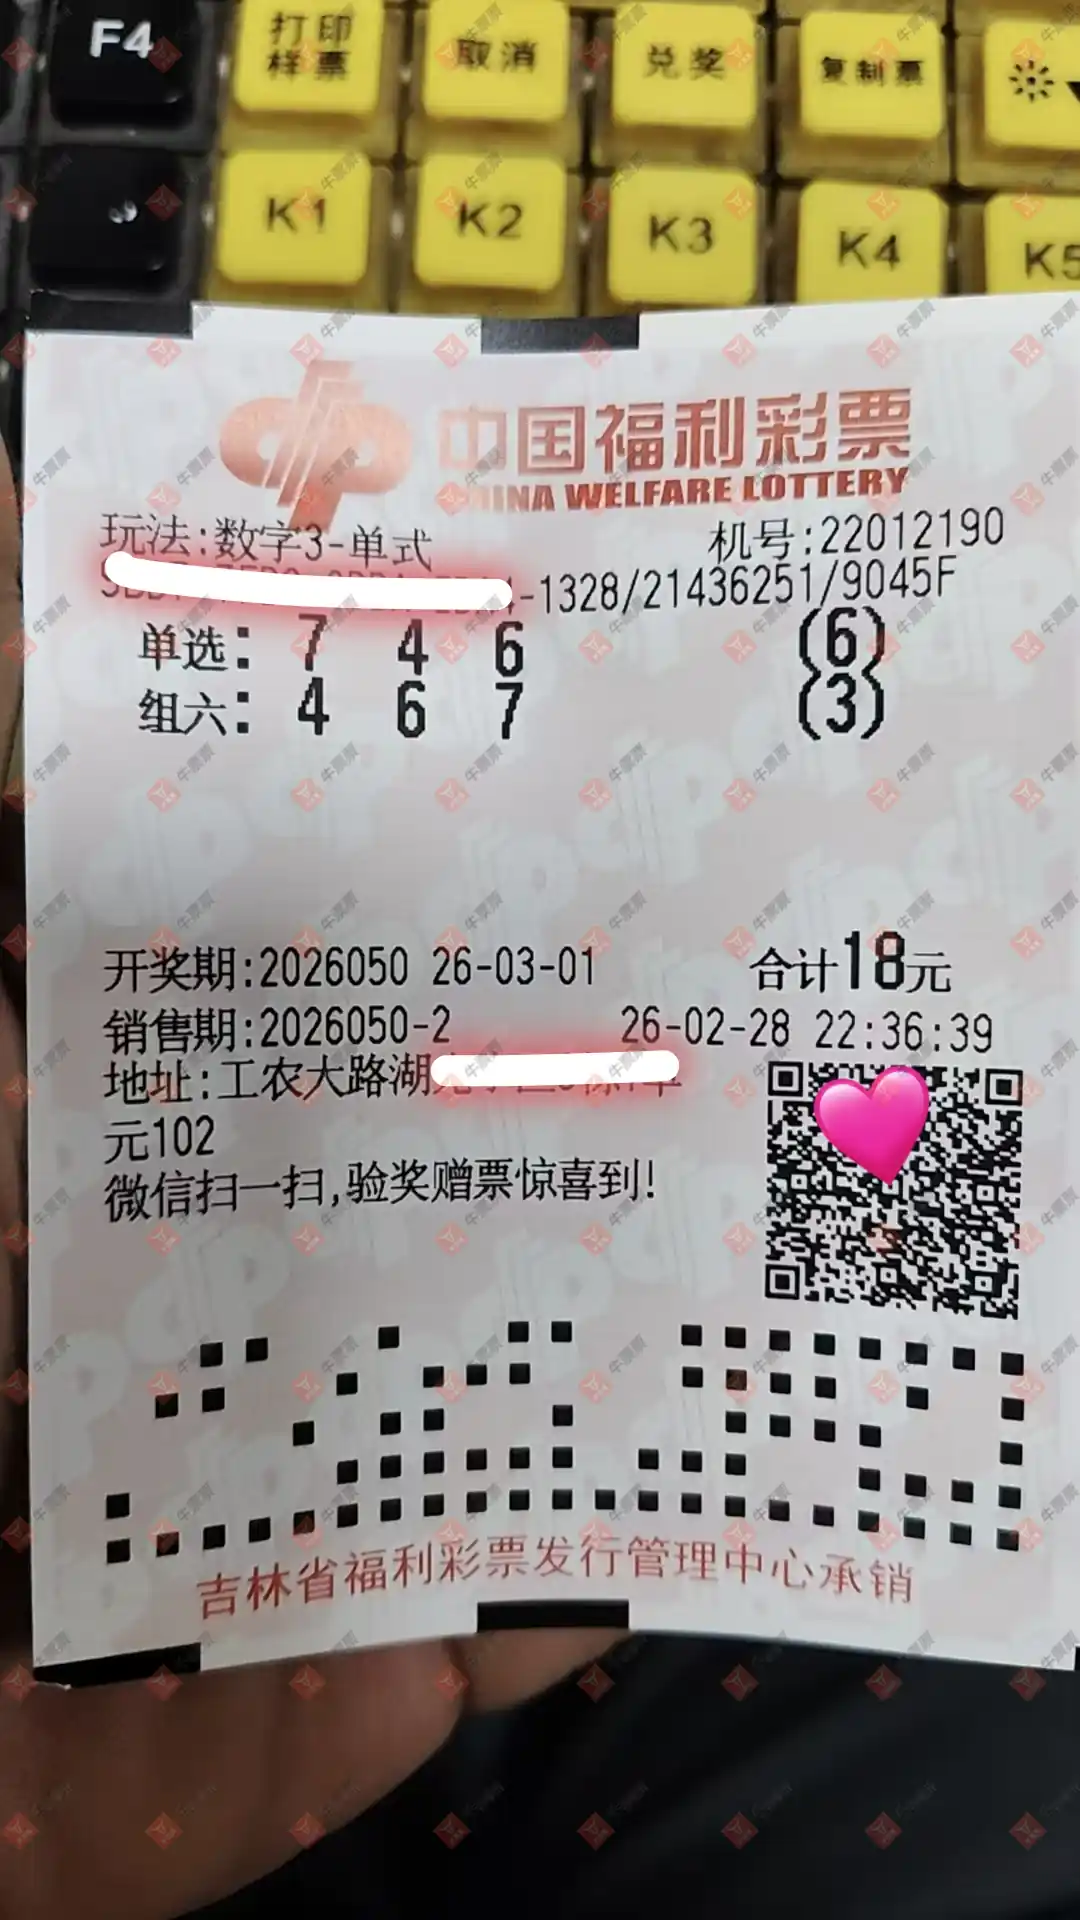 F4
打印
样票
取消
兑奖
复制票
K1
K2
K3
K4
K5
中国福利彩票
CHINA WELFARE LOTTERY
玩法:数字3-单式
机号:22012190
-1328/21436251/9045F
单选: 7 4 6 (6)
组六: 4 6 7 (3)
开奖期:2026050 26-03-01 合计18元
销售期:2026050-2 26-02-28 22:36:39
地址:工农大路湖
元102
微信扫一扫,验奖赠票惊喜到!
吉林省福利彩票发行管理中心承销
牛票票